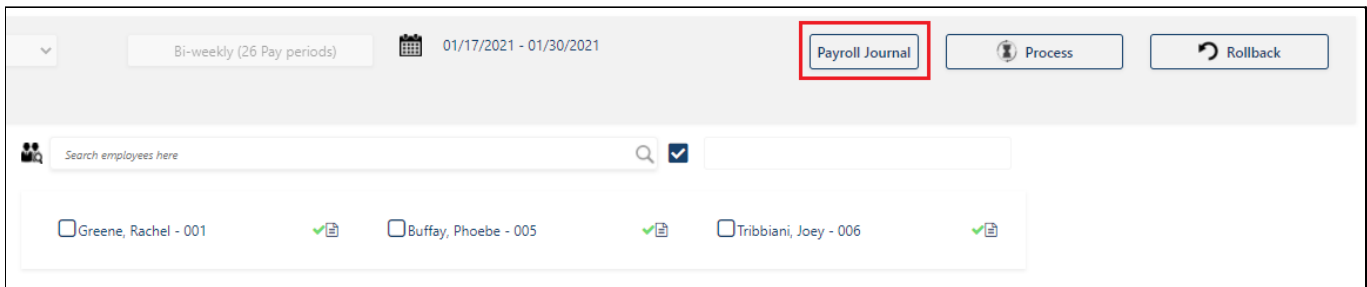 Bi-weekly (26 Pay periods)
01/17/2021 - 01/30/2021
Payroll Journal
Process
Rollback
Search employees here
Greene, Rachel - 001
Buffay, Phoebe - 005
Tribbiani, Joey - 006